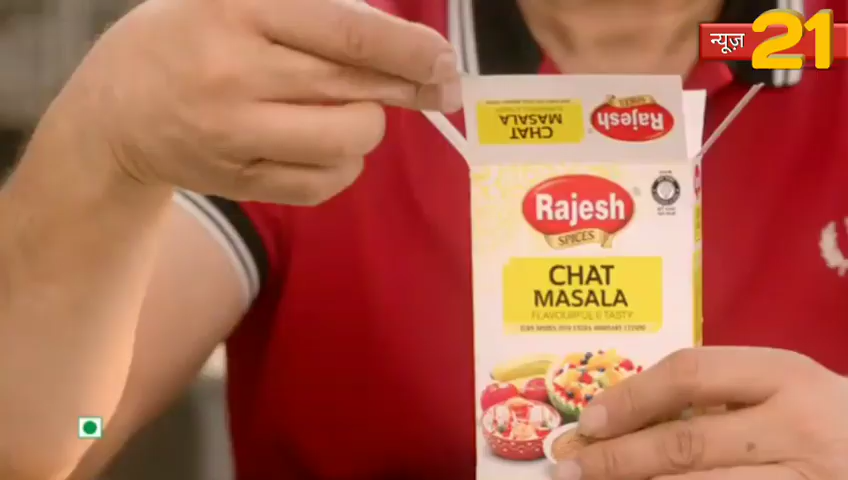 न्यूज़ 21
CHAT
MASALA
Rajesh
Rajesh
SPICES
CHAT
MASALA
FLAVOURFUL & TASTY